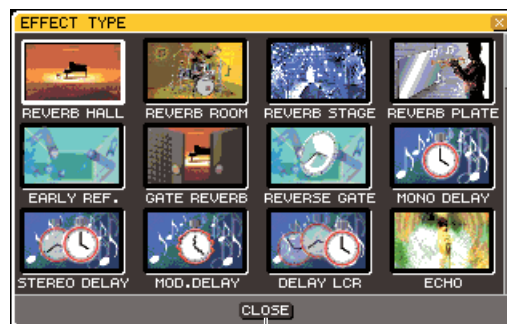 EFFECT TYPE
REVERB HALL REVERB ROOM REVERB STAGE REVERB PLATE
EARLY REF. GATE REVERB REVERSE GATE MONO DELAY
STEREO DELAY MOD.DELAY DELAY LCR ECHO
CLOSE